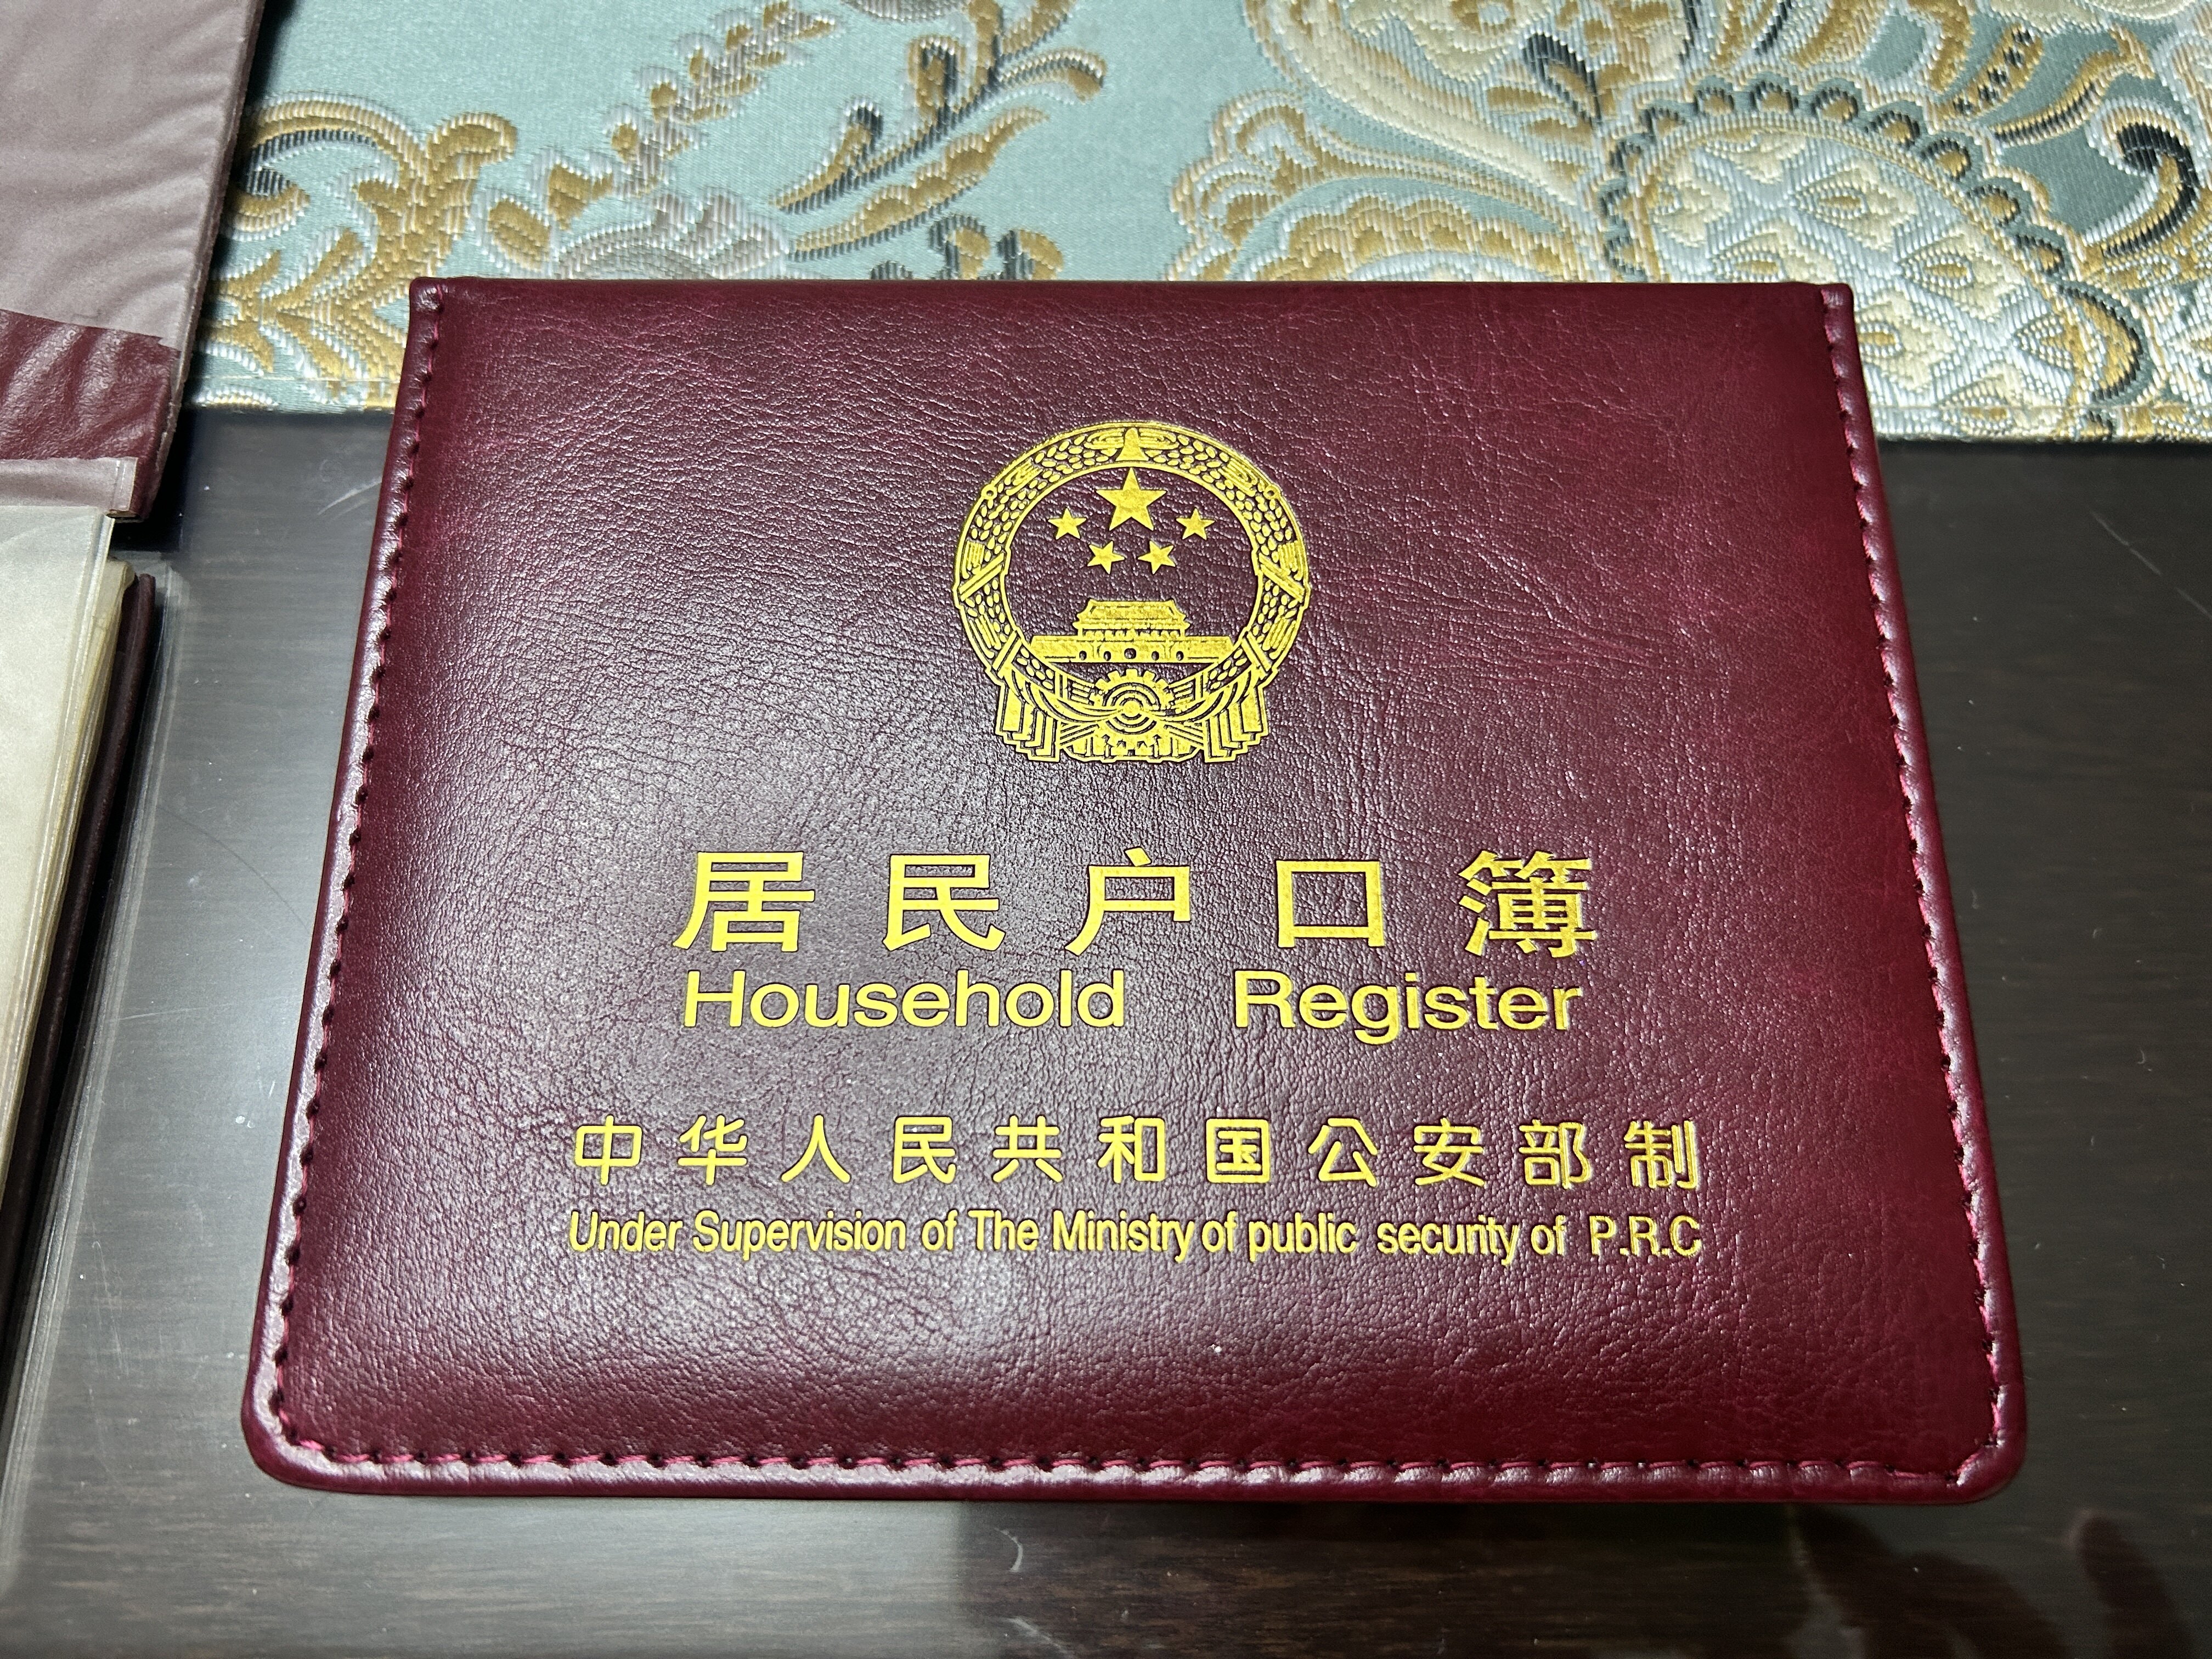 居民户口簿
Household Register
中华人民共和国公安部制
Under Supervision of The Ministry of public security of P.R.C